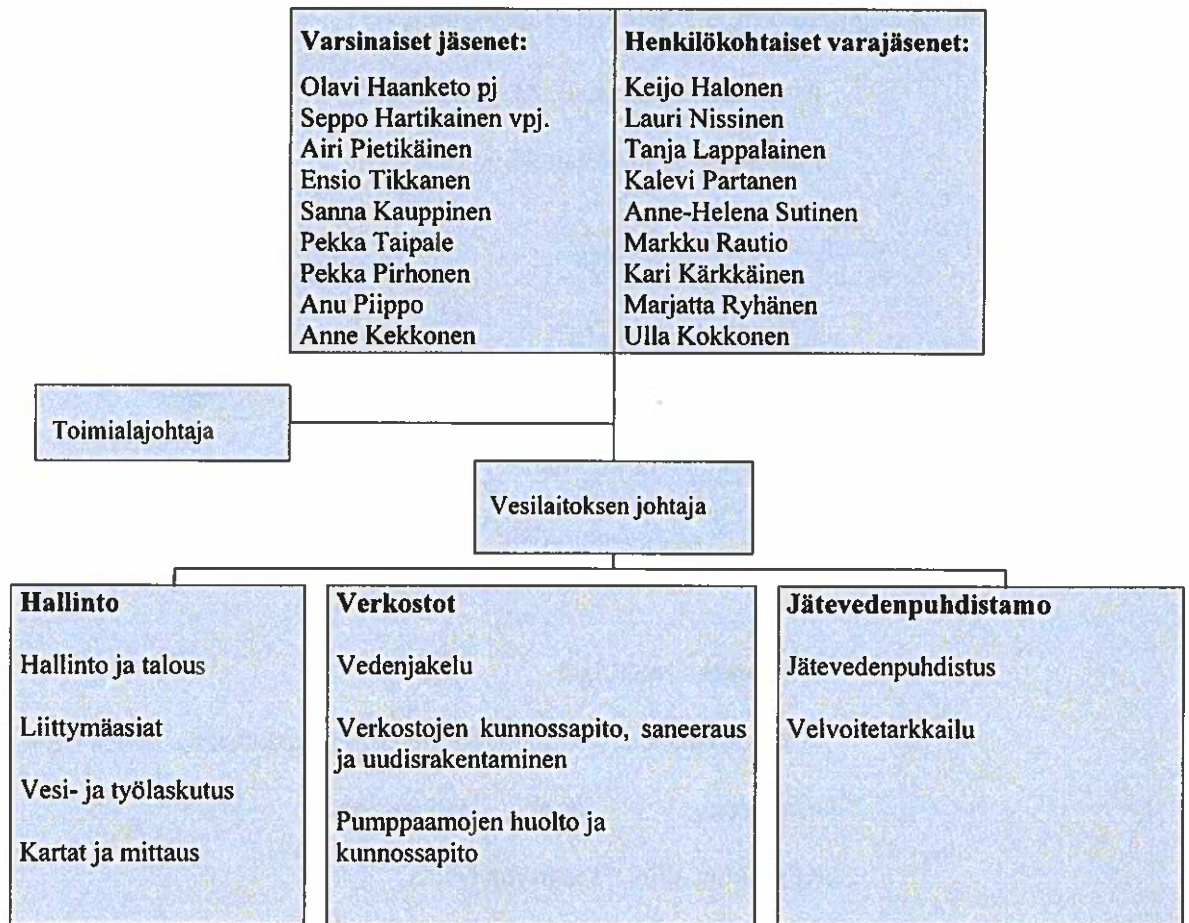 Varsinaiset jäsenet:
Olavi Haanketo pj
Seppo Hartikainen vpj.
Airi Pietikäinen
Ensio Tikkanen
Sanna Kauppinen
Pekka Taipale
Pekka Pirhonen
Anu Piippo
Anne Kekkonen
Henkilökohtaiset varajäsenet:
Keijo Halonen
Lauri Nissinen
Tanja Lappalainen
Kalevi Partanen
Anne-Helena Sutinen
Markku Rautio
Kari Kärkkäinen
Marjatta Ryhänen
Ulla Kokkonen
Toimialajohtaja
Vesilaitoksen johtaja
Hallinto
Hallinto ja talous
Liittymäasiat
Vesi- ja työlaskutus
Kartat ja mittaus
Verkostot
Vedenjakelu
Verkostojen kunnossapito, saneeraus
ja uudisrakentaminen
Pumppaamojen huolto ja
kunnossapito
Jätevedenpuhdistamo
Jätevedenpuhdistus
Velvoitetarkkailu